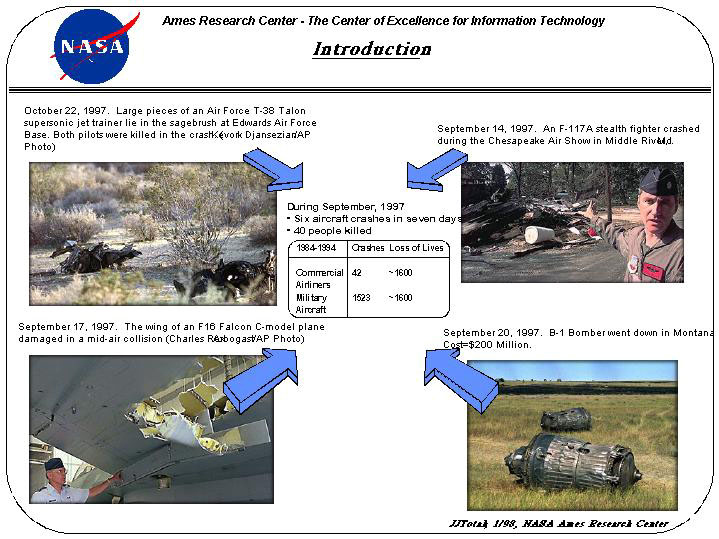 NASA
Ames Research Center - The Center of Excellence for Information Technology
Introduction
October 22, 1997. Large pieces of an Air Force T-38 Talon
supersonic jet trainer lie in the sagebrush at Edwards Air Force
Base. Both pilots were killed in the crash. (Kevork Djansezian/AP
Photo)
September 14, 1997. An F-117A stealth fighter crashed
during the Chesapeake Air Show in Middle River, Md.
During September, 1997
• Six aircraft crashes in seven days
• 40 people killed
1984-1994 Crashes Loss of Lives
Commercial 42 ~1600
Airliners
Military 1523 ~1600
Aircraft
September 17, 1997. The wing of an F16 Falcon C-model plane
damaged in a mid-air collision (Charles Rex Arbogast/AP Photo)
September 20, 1997. B-1 Bomber went down in Montana
Cost=$200 Million.
JJTotah, 1/98, NASA Ames Research Center